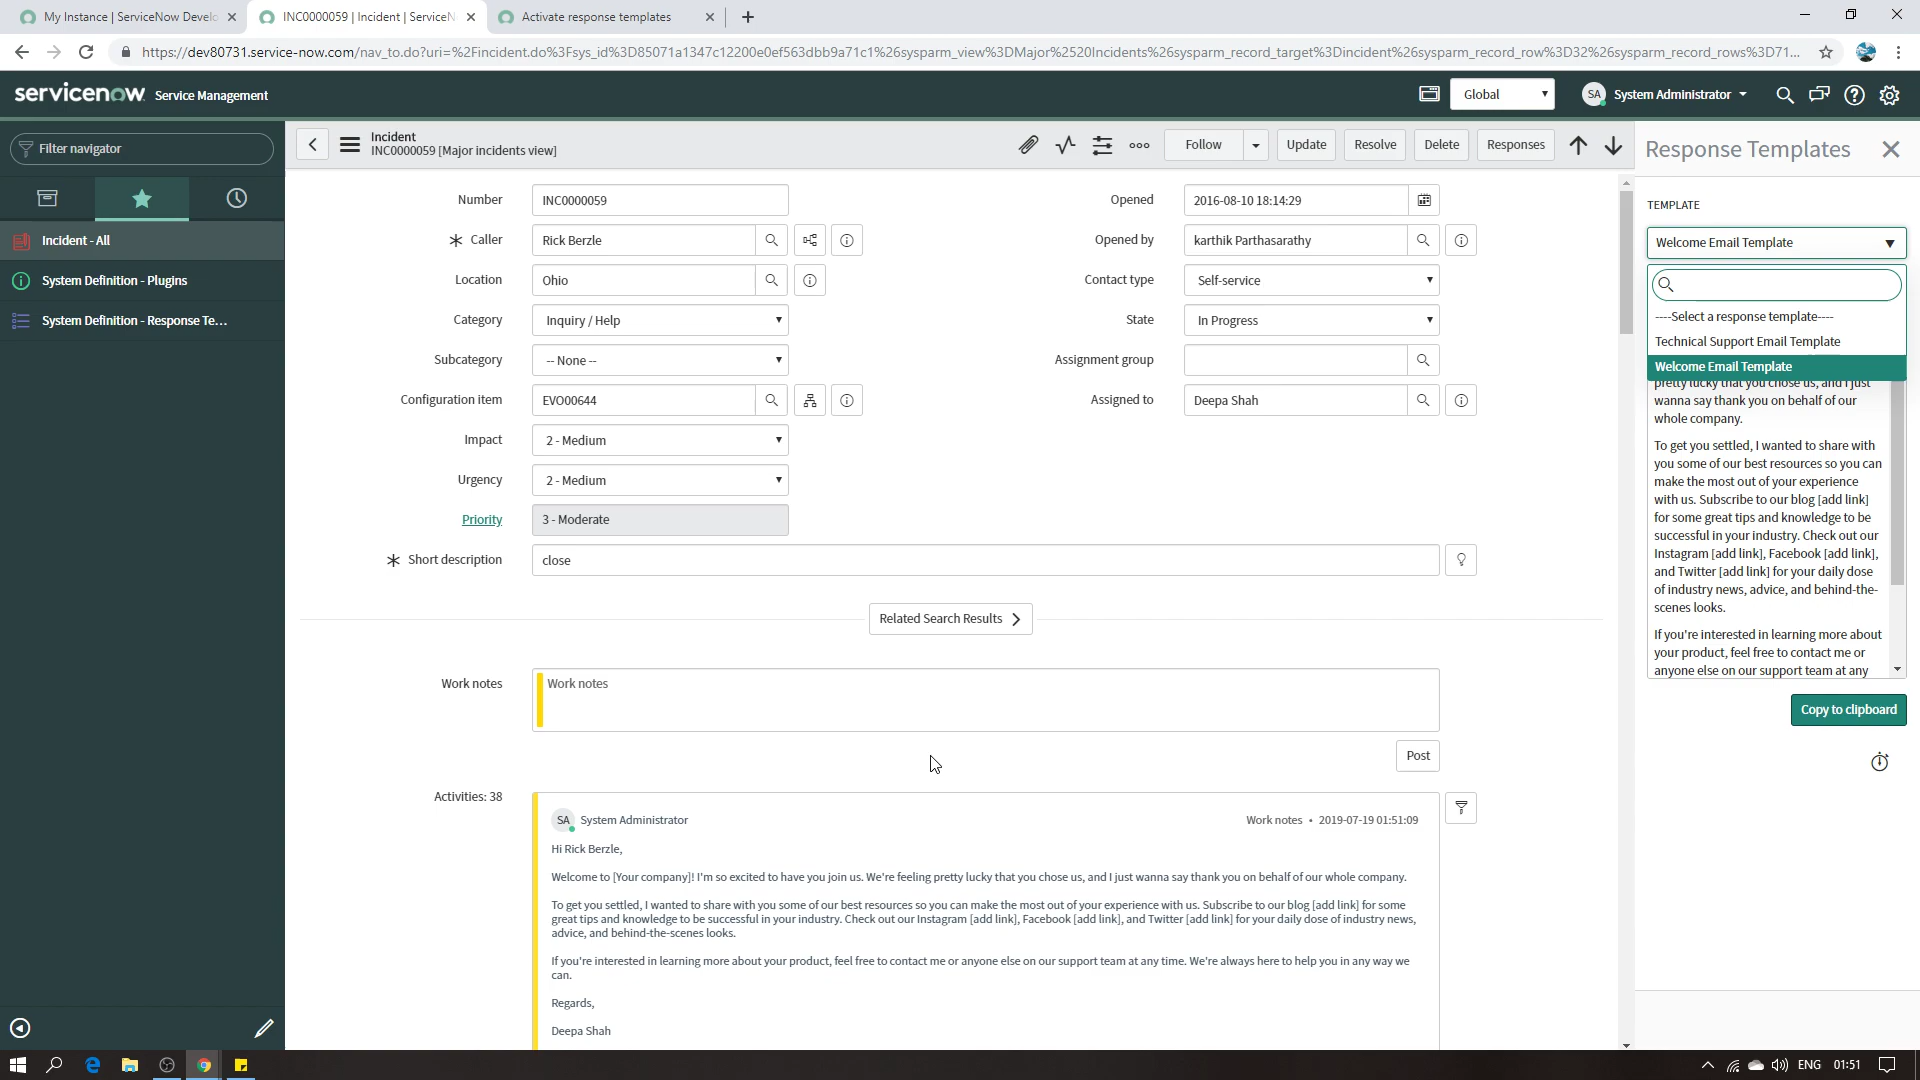 My Instance | ServiceNow Develo
INC0000059 | Incident | ServiceN
Activate response templates
https://dev80731.service-now.com/nav_to.do?uri=%2Fincident.do%3Fsys_id%3D85071a1347c12200e0ef563dbb9a71c1%26sysparm_view%3DMajor%2520Incidents%26sysparm_record_target%3Dincident%26sysparm_record_row%3D32%26sysparm_record_rows%3D71...
servicenow Service Management
Global
SA System Administrator
Filter navigator
Incident - All
System Definition - Plugins
System Definition - Response Te...
Incident
INC0000059 [Major incidents view]
Follow
Update
Resolve
Delete
Responses
Number INC0000059
Caller Rick Berzle
Location Ohio
Category Inquiry / Help
Subcategory -- None --
Configuration item EVO00644
Impact 2 - Medium
Urgency 2 - Medium
Priority 3 - Moderate
Short description close
Opened 2016-08-10 18:14:29
Opened by karthik Parthasarathy
Contact type Self-service
State In Progress
Assignment group
Assigned to Deepa Shah
Related Search Results
Work notes Work notes
Post
Activities: 38
SA System Administrator Work notes • 2019-07-19 01:51:09
Hi Rick Berzle,
Welcome to [Your company]! I'm so excited to have you join us. We're feeling pretty lucky that you chose us, and I just wanna say thank you on behalf of our whole company.
To get you settled, I wanted to share with you some of our best resources so you can make the most out of your experience with us. Subscribe to our blog [add link] for some
great tips and knowledge to be successful in your industry. Check out our Instagram [add link], Facebook [add link], and Twitter [add link] for your daily dose of industry news,
advice, and behind-the-scenes looks.
If you're interested in learning more about your product, feel free to contact me or anyone else on our support team at any time. We're always here to help you in any way we
can.
Regards,
Deepa Shah
Response Templates
TEMPLATE
Welcome Email Template
----Select a response template----
Technical Support Email Template
Welcome Email Template
pretty lucky that you chose us, and I just
wanna say thank you on behalf of our
whole company.
To get you settled, I wanted to share with
you some of our best resources so you can
make the most out of your experience
with us. Subscribe to our blog [add link]
for some great tips and knowledge to be
successful in your industry. Check out our
Instagram [add link], Facebook [add link],
and Twitter [add link] for your daily dose
of industry news, advice, and behind-the-
scenes looks.
If you're interested in learning more about
your product, feel free to contact me or
anyone else on our support team at any
Copy to clipboard
ENG 01:51